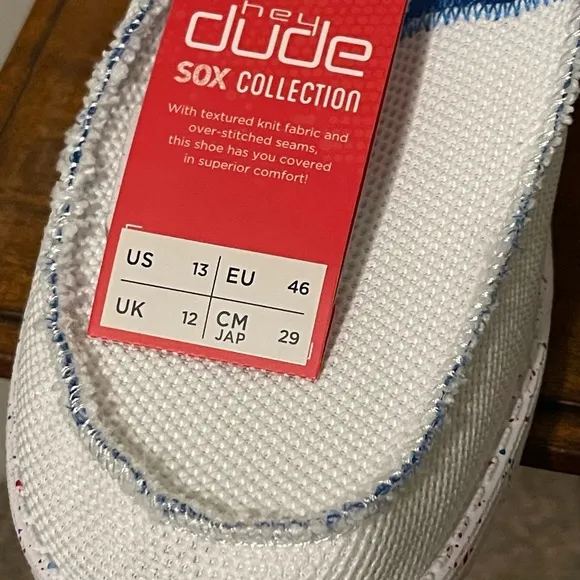 hey
dude
SOX COLLECTION
With textured knit fabric and
over-stitched seams,
this shoe has you covered
in superior comfort!
US 13 EU 46
UK 12 CM JAP 29